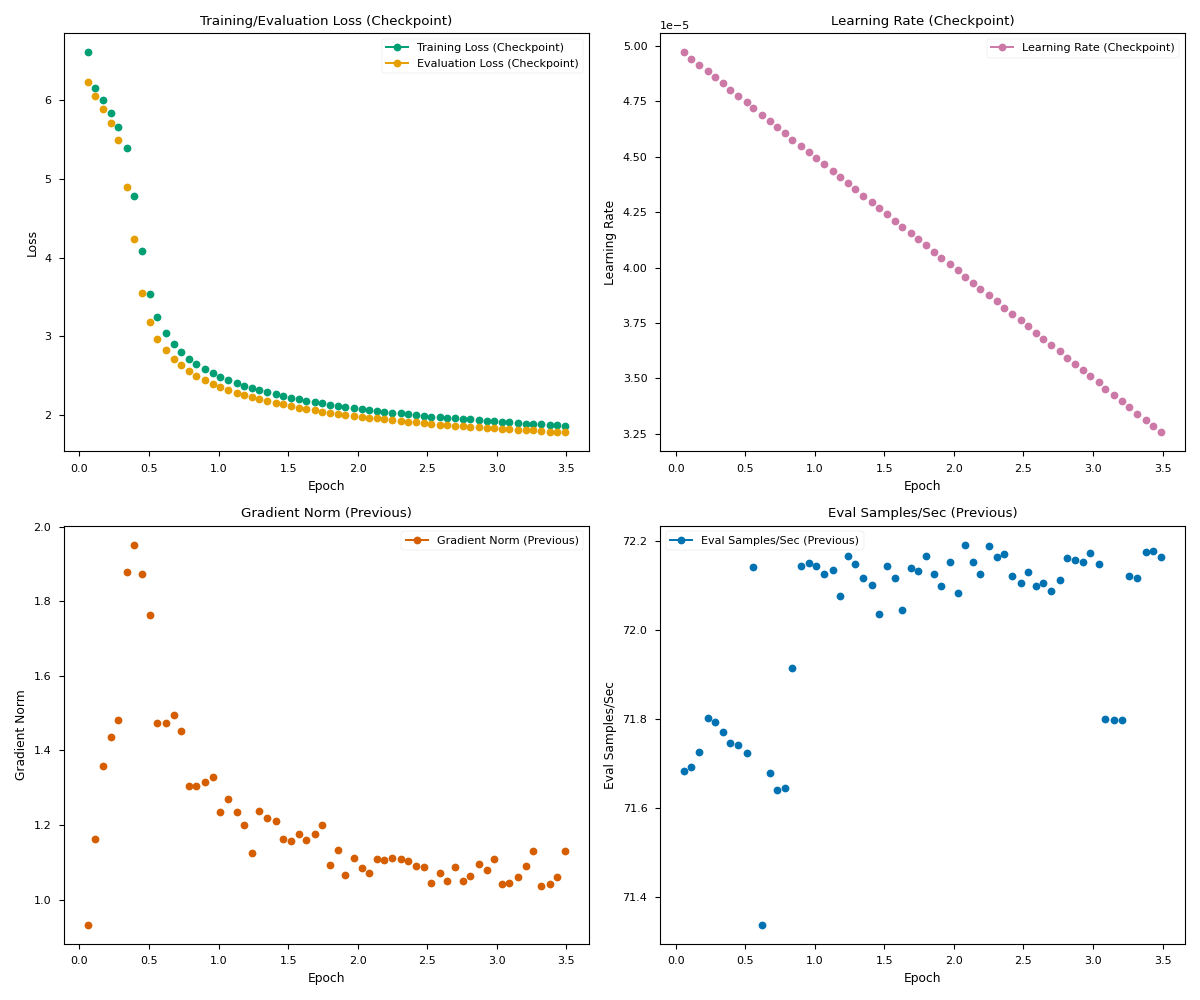 Training/Evaluation Loss (Checkpoint)
Training Loss (Checkpoint)
Evaluation Loss (Checkpoint)
6
5
4
3
2
Loss
0.0 0.5 1.0 1.5 2.0 2.5 3.0 3.5
Epoch
Learning Rate (Checkpoint)
1e−5
Learning Rate (Checkpoint)
5.00
4.75
4.50
4.25
4.00
3.75
3.50
3.25
Learning Rate
0.0 0.5 1.0 1.5 2.0 2.5 3.0 3.5
Epoch
Gradient Norm (Previous)
Gradient Norm (Previous)
2.0
1.8
1.6
1.4
1.2
1.0
Gradient Norm
0.0 0.5 1.0 1.5 2.0 2.5 3.0 3.5
Epoch
Eval Samples/Sec (Previous)
Eval Samples/Sec (Previous)
72.2
72.0
71.8
71.6
71.4
Eval Samples/Sec
0.0 0.5 1.0 1.5 2.0 2.5 3.0 3.5
Epoch